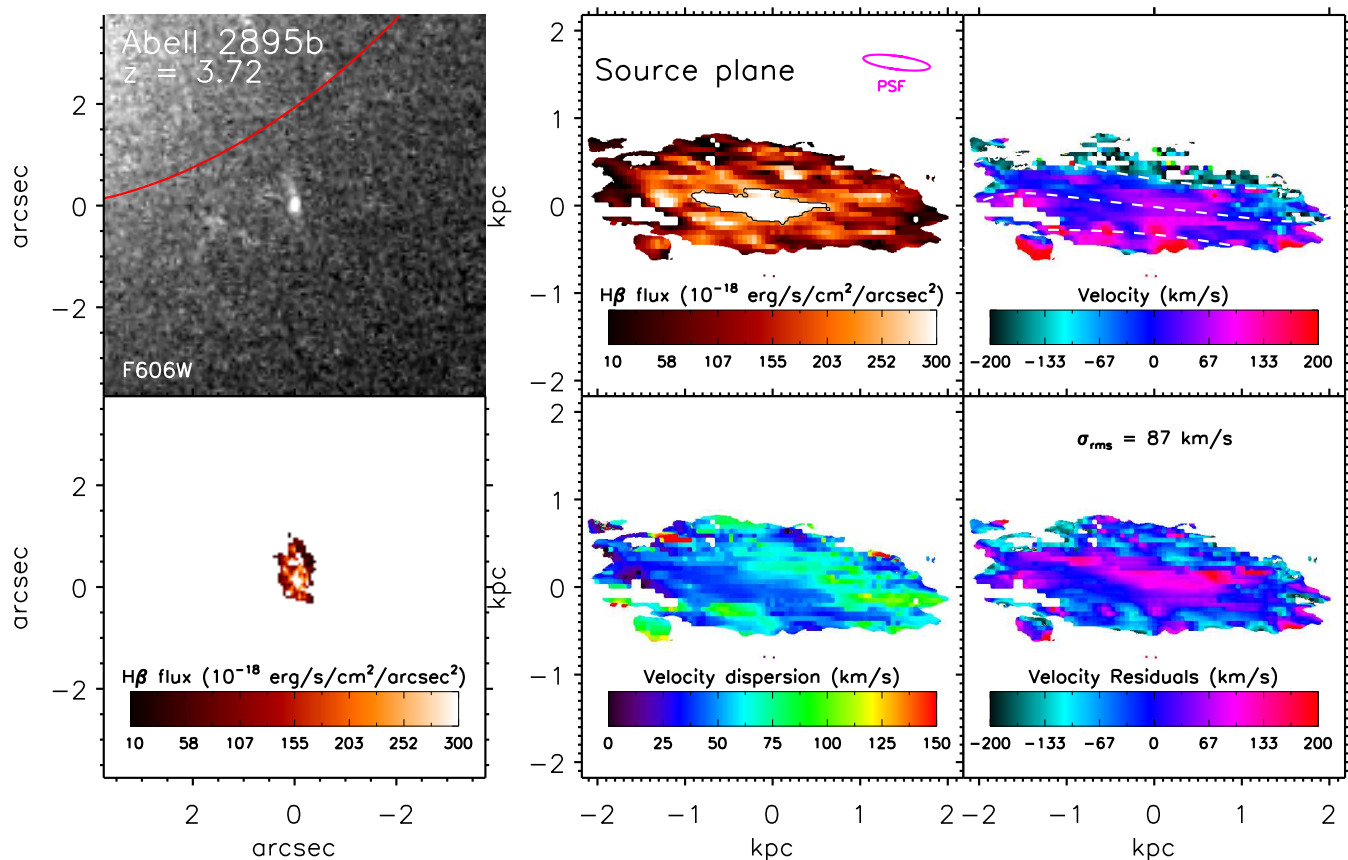 Abell 2895b
z = 3.72
F606W
arcsec
2
0
−2
Source plane
PSF
kpc
2
1
0
−1
−2
Hβ flux (10⁻¹⁸ erg/s/cm²/arcsec²)
10 58 107 155 203 252 300
Velocity (km/s)
−200 −133 −67 0 67 133 200
arcsec
2
0
−2
Hβ flux (10⁻¹⁸ erg/s/cm²/arcsec²)
10 58 107 155 203 252 300
2 0 −2
arcsec
kpc
2
1
0
−1
−2
Velocity dispersion (km/s)
0 25 50 75 100 125 150
−2 −1 0 1 2
kpc
σrms = 87 km/s
Velocity Residuals (km/s)
−200 −133 −67 0 67 133 200
−2 −1 0 1 2
kpc